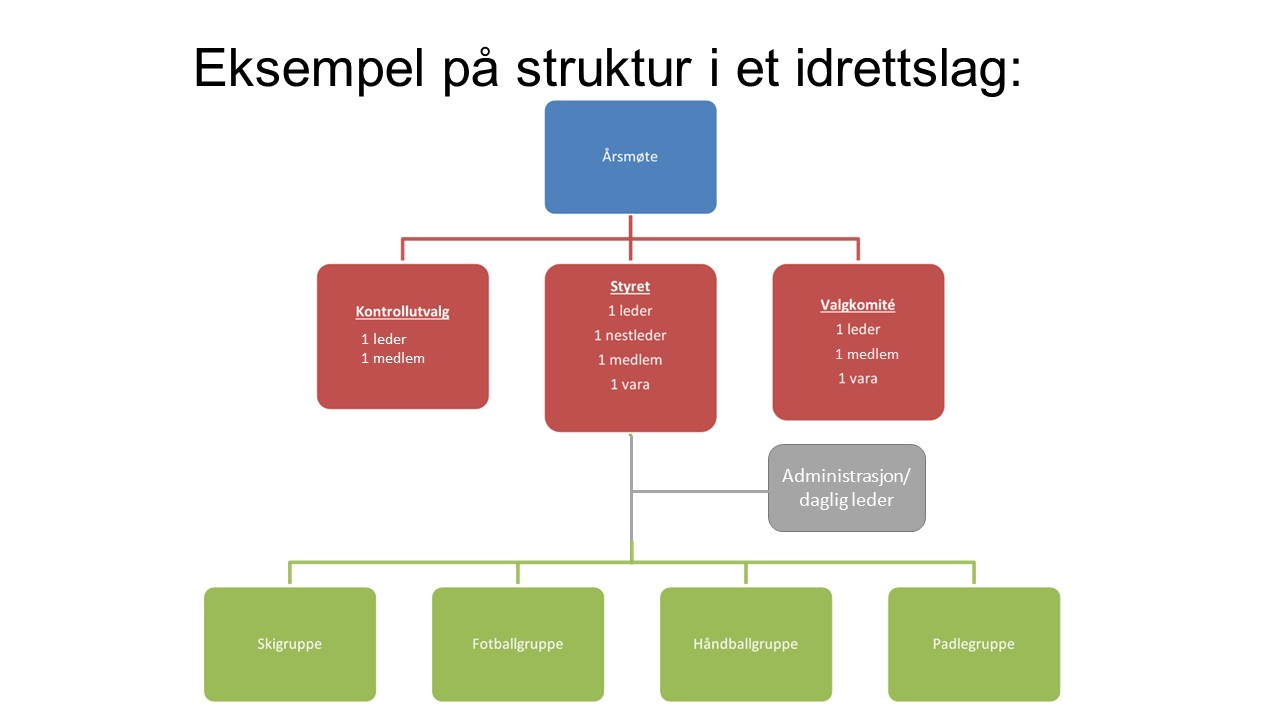 Eksempel på struktur i et idrettslag:
Årsmøte
Kontrollutvalg
1 leder
1 medlem
Styret
1 leder
1 nestleder
1 medlem
1 vara
Valgkomité
1 leder
1 medlem
1 vara
Administrasjon/
daglig leder
Skigruppe
Fotballgruppe
Håndballgruppe
Padlegruppe